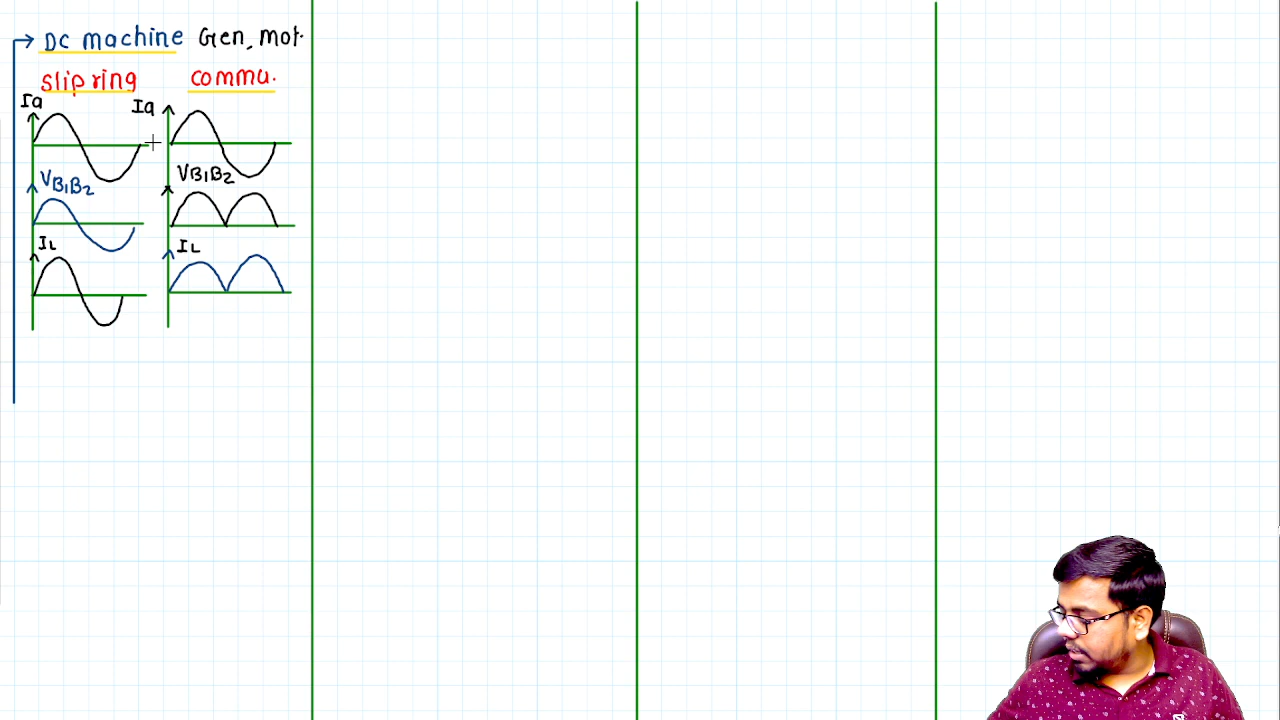 DC machine Gen, mot.
slip ring commu.
Ia Ia
VB1B2 VB1B2
IL IL